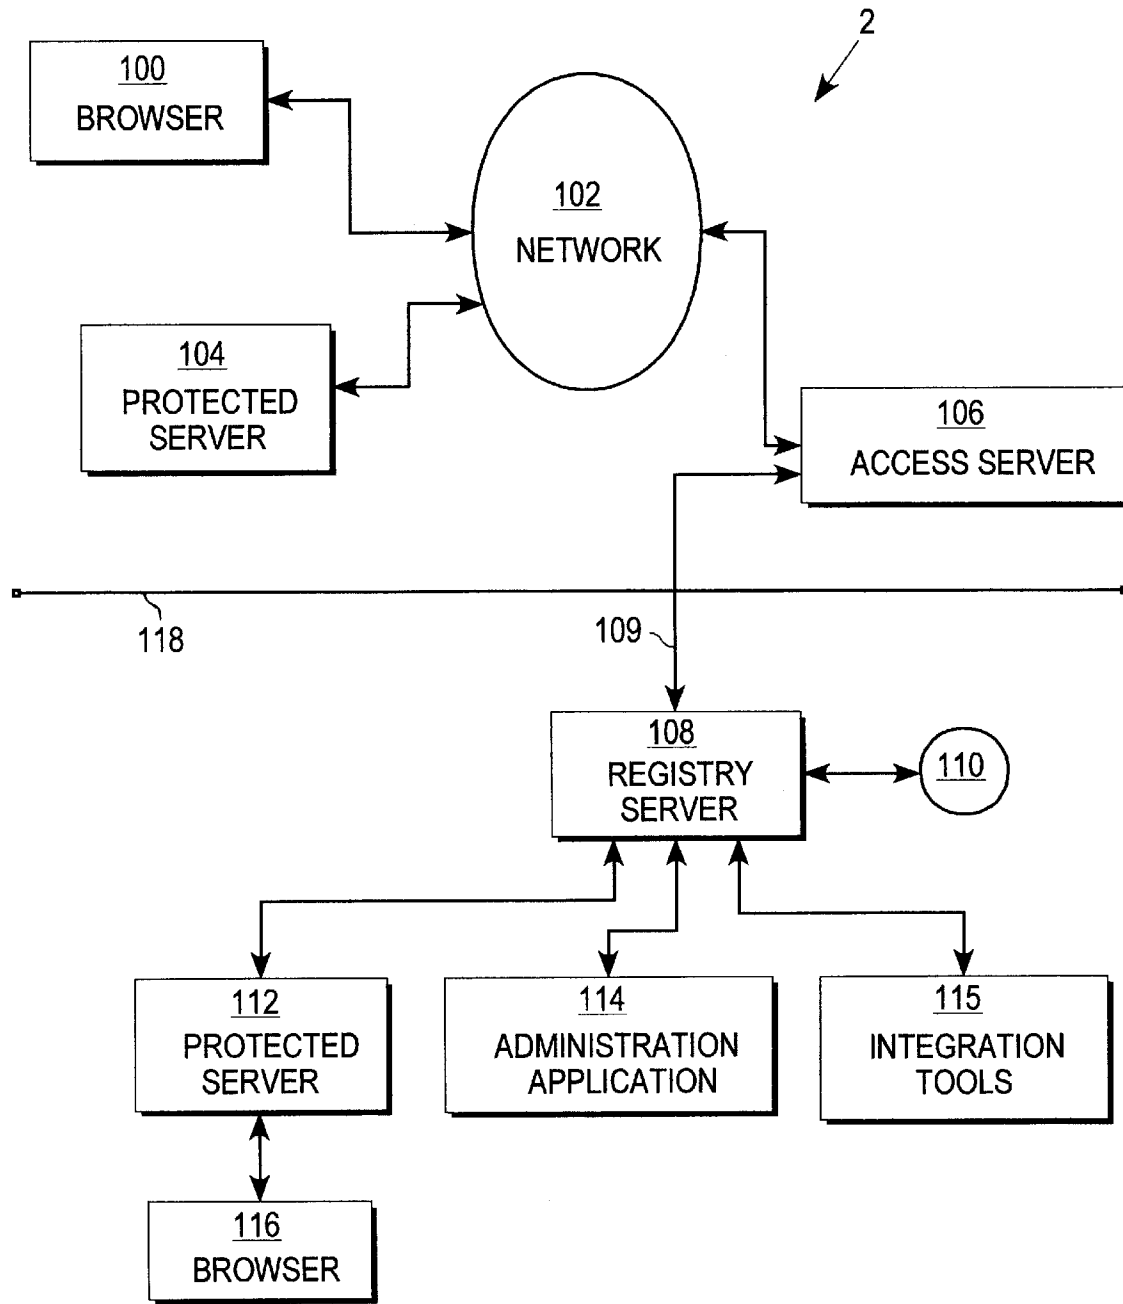 2
100
BROWSER
102
NETWORK
104
PROTECTED
SERVER
106
ACCESS SERVER
118
109
108
REGISTRY
SERVER
110
112
PROTECTED
SERVER
114
ADMINISTRATION
APPLICATION
115
INTEGRATION
TOOLS
116
BROWSER